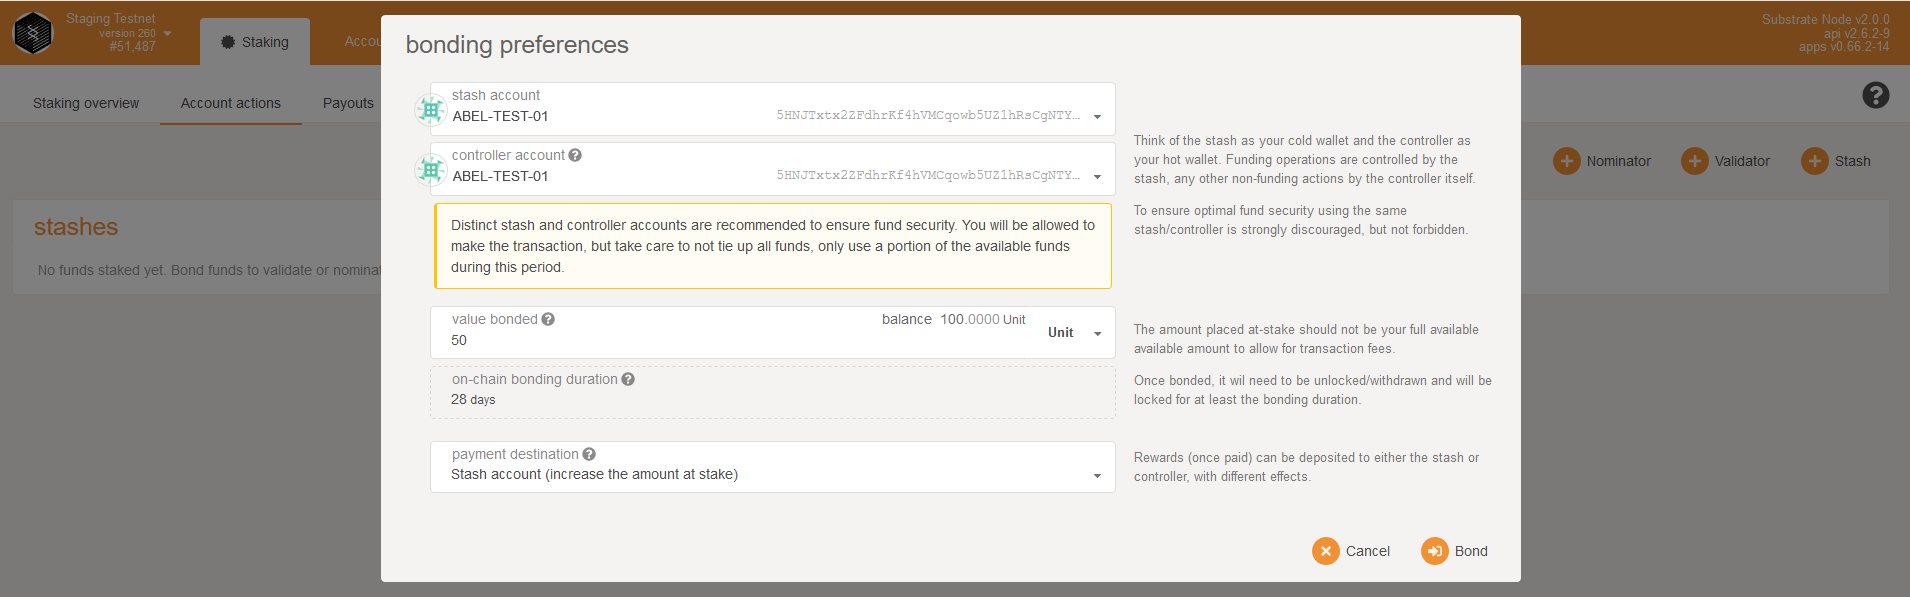 Staging Testnet
version 260
#51,487
Staking
Accou
Substrate Node v2.0.0
api v2.6.2-9
apps v0.66.2-14
Staking overview
Account actions
Payouts
Nominator
Validator
Stash
stashes
No funds staked yet. Bond funds to validate or nominat
bonding preferences
stash account
ABEL-TEST-01
5HNJTxtx2ZFdhrKf4hVMCqowb5UZ1hRsCgNTY…
controller account
ABEL-TEST-01
5HNJTxtx2ZFdhrKf4hVMCqowb5UZ1hRsCgNTY…
Think of the stash as your cold wallet and the controller as
your hot wallet. Funding operations are controlled by the
stash, any other non-funding actions by the controller itself.
To ensure optimal fund security using the same
stash/controller is strongly discouraged, but not forbidden.
Distinct stash and controller accounts are recommended to ensure fund security. You will be allowed to
make the transaction, but take care to not tie up all funds, only use a portion of the available funds
during this period.
value bonded
balance 100.0000 Unit
50
Unit
The amount placed at-stake should not be your full available
available amount to allow for transaction fees.
on-chain bonding duration
28 days
Once bonded, it wil need to be unlocked/withdrawn and will be
locked for at least the bonding duration.
payment destination
Stash account (increase the amount at stake)
Rewards (once paid) can be deposited to either the stash or
controller, with different effects.
Cancel
Bond